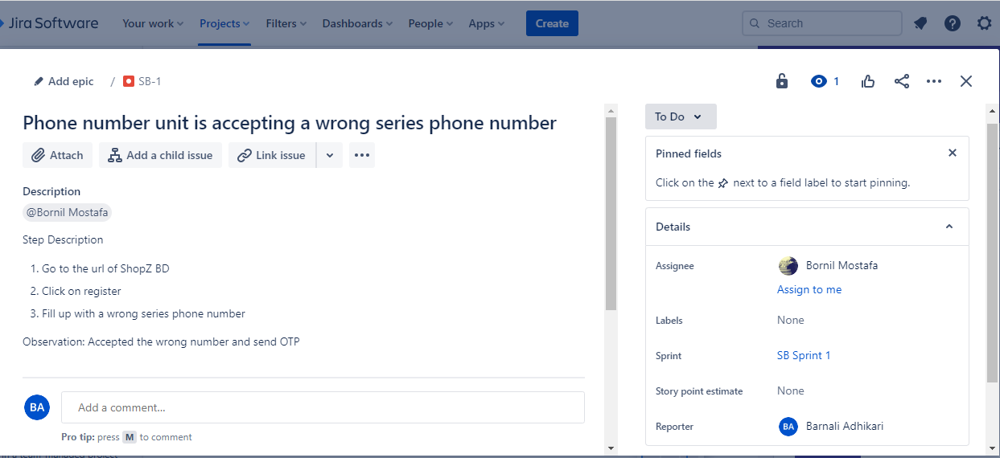 Jira Software
Your work
Projects
Filters
Dashboards
People
Apps
Create
Search
Add epic
/
SB-1
1
Phone number unit is accepting a wrong series phone number
Attach
Add a child issue
Link issue
Description
@Bornil Mostafa
Step Description
1. Go to the url of ShopZ BD
2. Click on register
3. Fill up with a wrong series phone number
Observation: Accepted the wrong number and send OTP
BA
Add a comment...
Pro tip: press M to comment
To Do
Pinned fields
Click on the next to a field label to start pinning.
Details
Assignee
Bornil Mostafa
Assign to me
Labels
None
Sprint
SB Sprint 1
Story point estimate
None
Reporter
BA
Barnali Adhikari